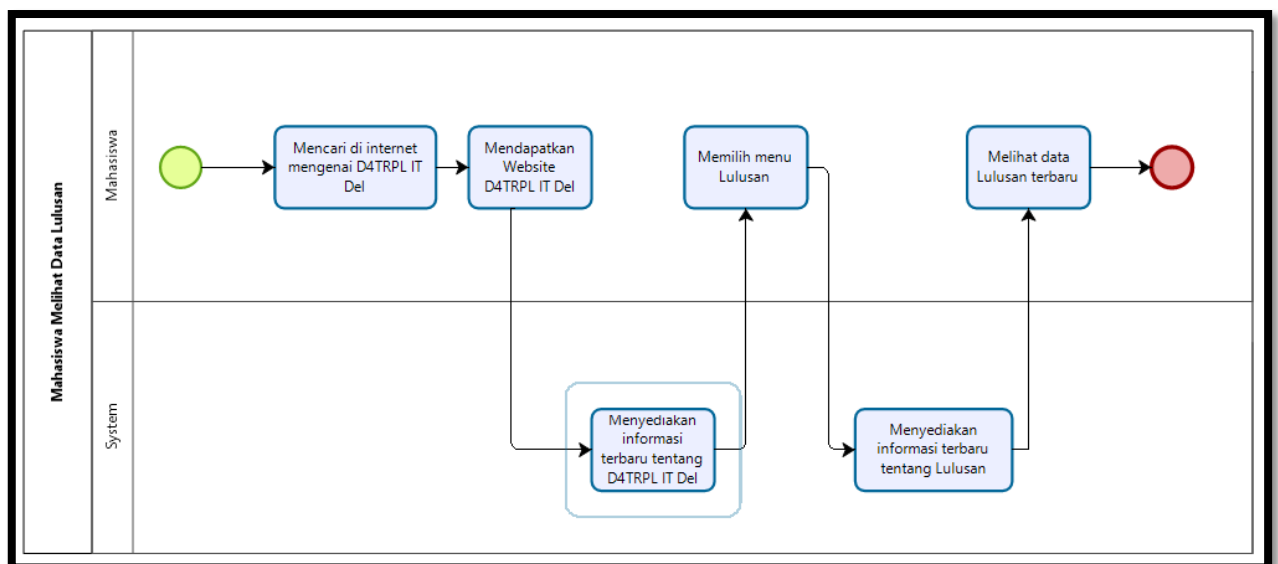 Mahasiswa Melihat Data Lulusan
Mahasiswa
Mencari di internet
mengenai D4TRPL IT
Del
Mendapatkan
Website
D4TRPL IT Del
Memilih menu
Lulusan
Melihat data
Lulusan terbaru
System
Menyediakan
informasi
terbaru tentang
D4TRPL IT Del
Menyediakan
informasi terbaru
tentang Lulusan